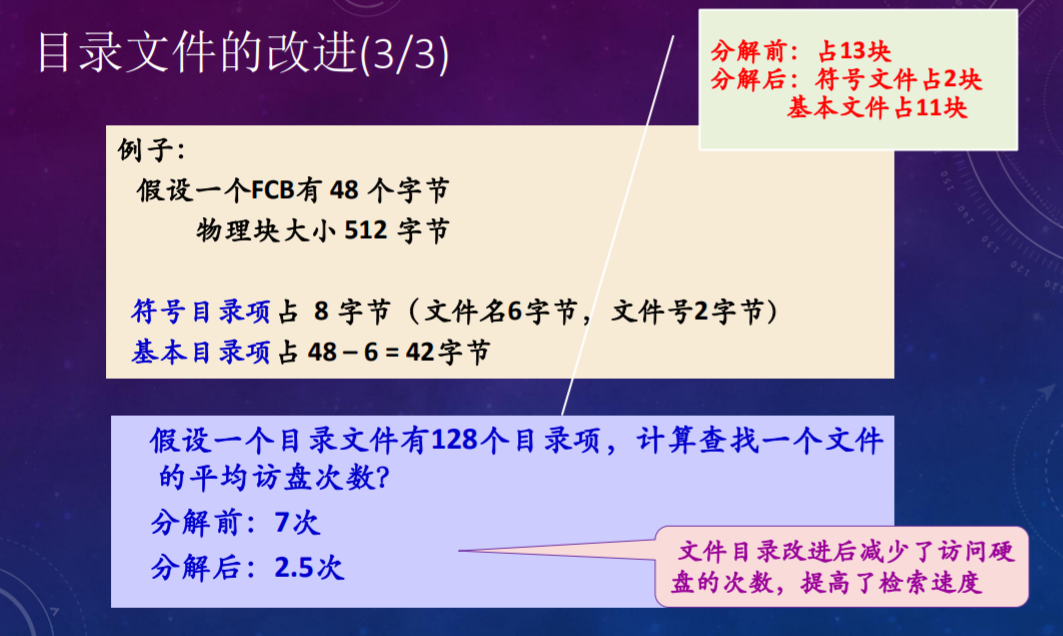 目录文件的改进(3/3)
分解前：占13块
分解后：符号文件占2块
基本文件占11块
例子：
假设一个FCB有 48 个字节
物理块大小 512 字节
符号目录项占 8 字节（文件名6字节，文件号2字节）
基本目录项占 48 – 6 = 42字节
假设一个目录文件有128个目录项，计算查找一个文件
的平均访盘次数？
分解前：7次
分解后：2.5次
文件目录改进后减少了访问硬
盘的次数，提高了检索速度